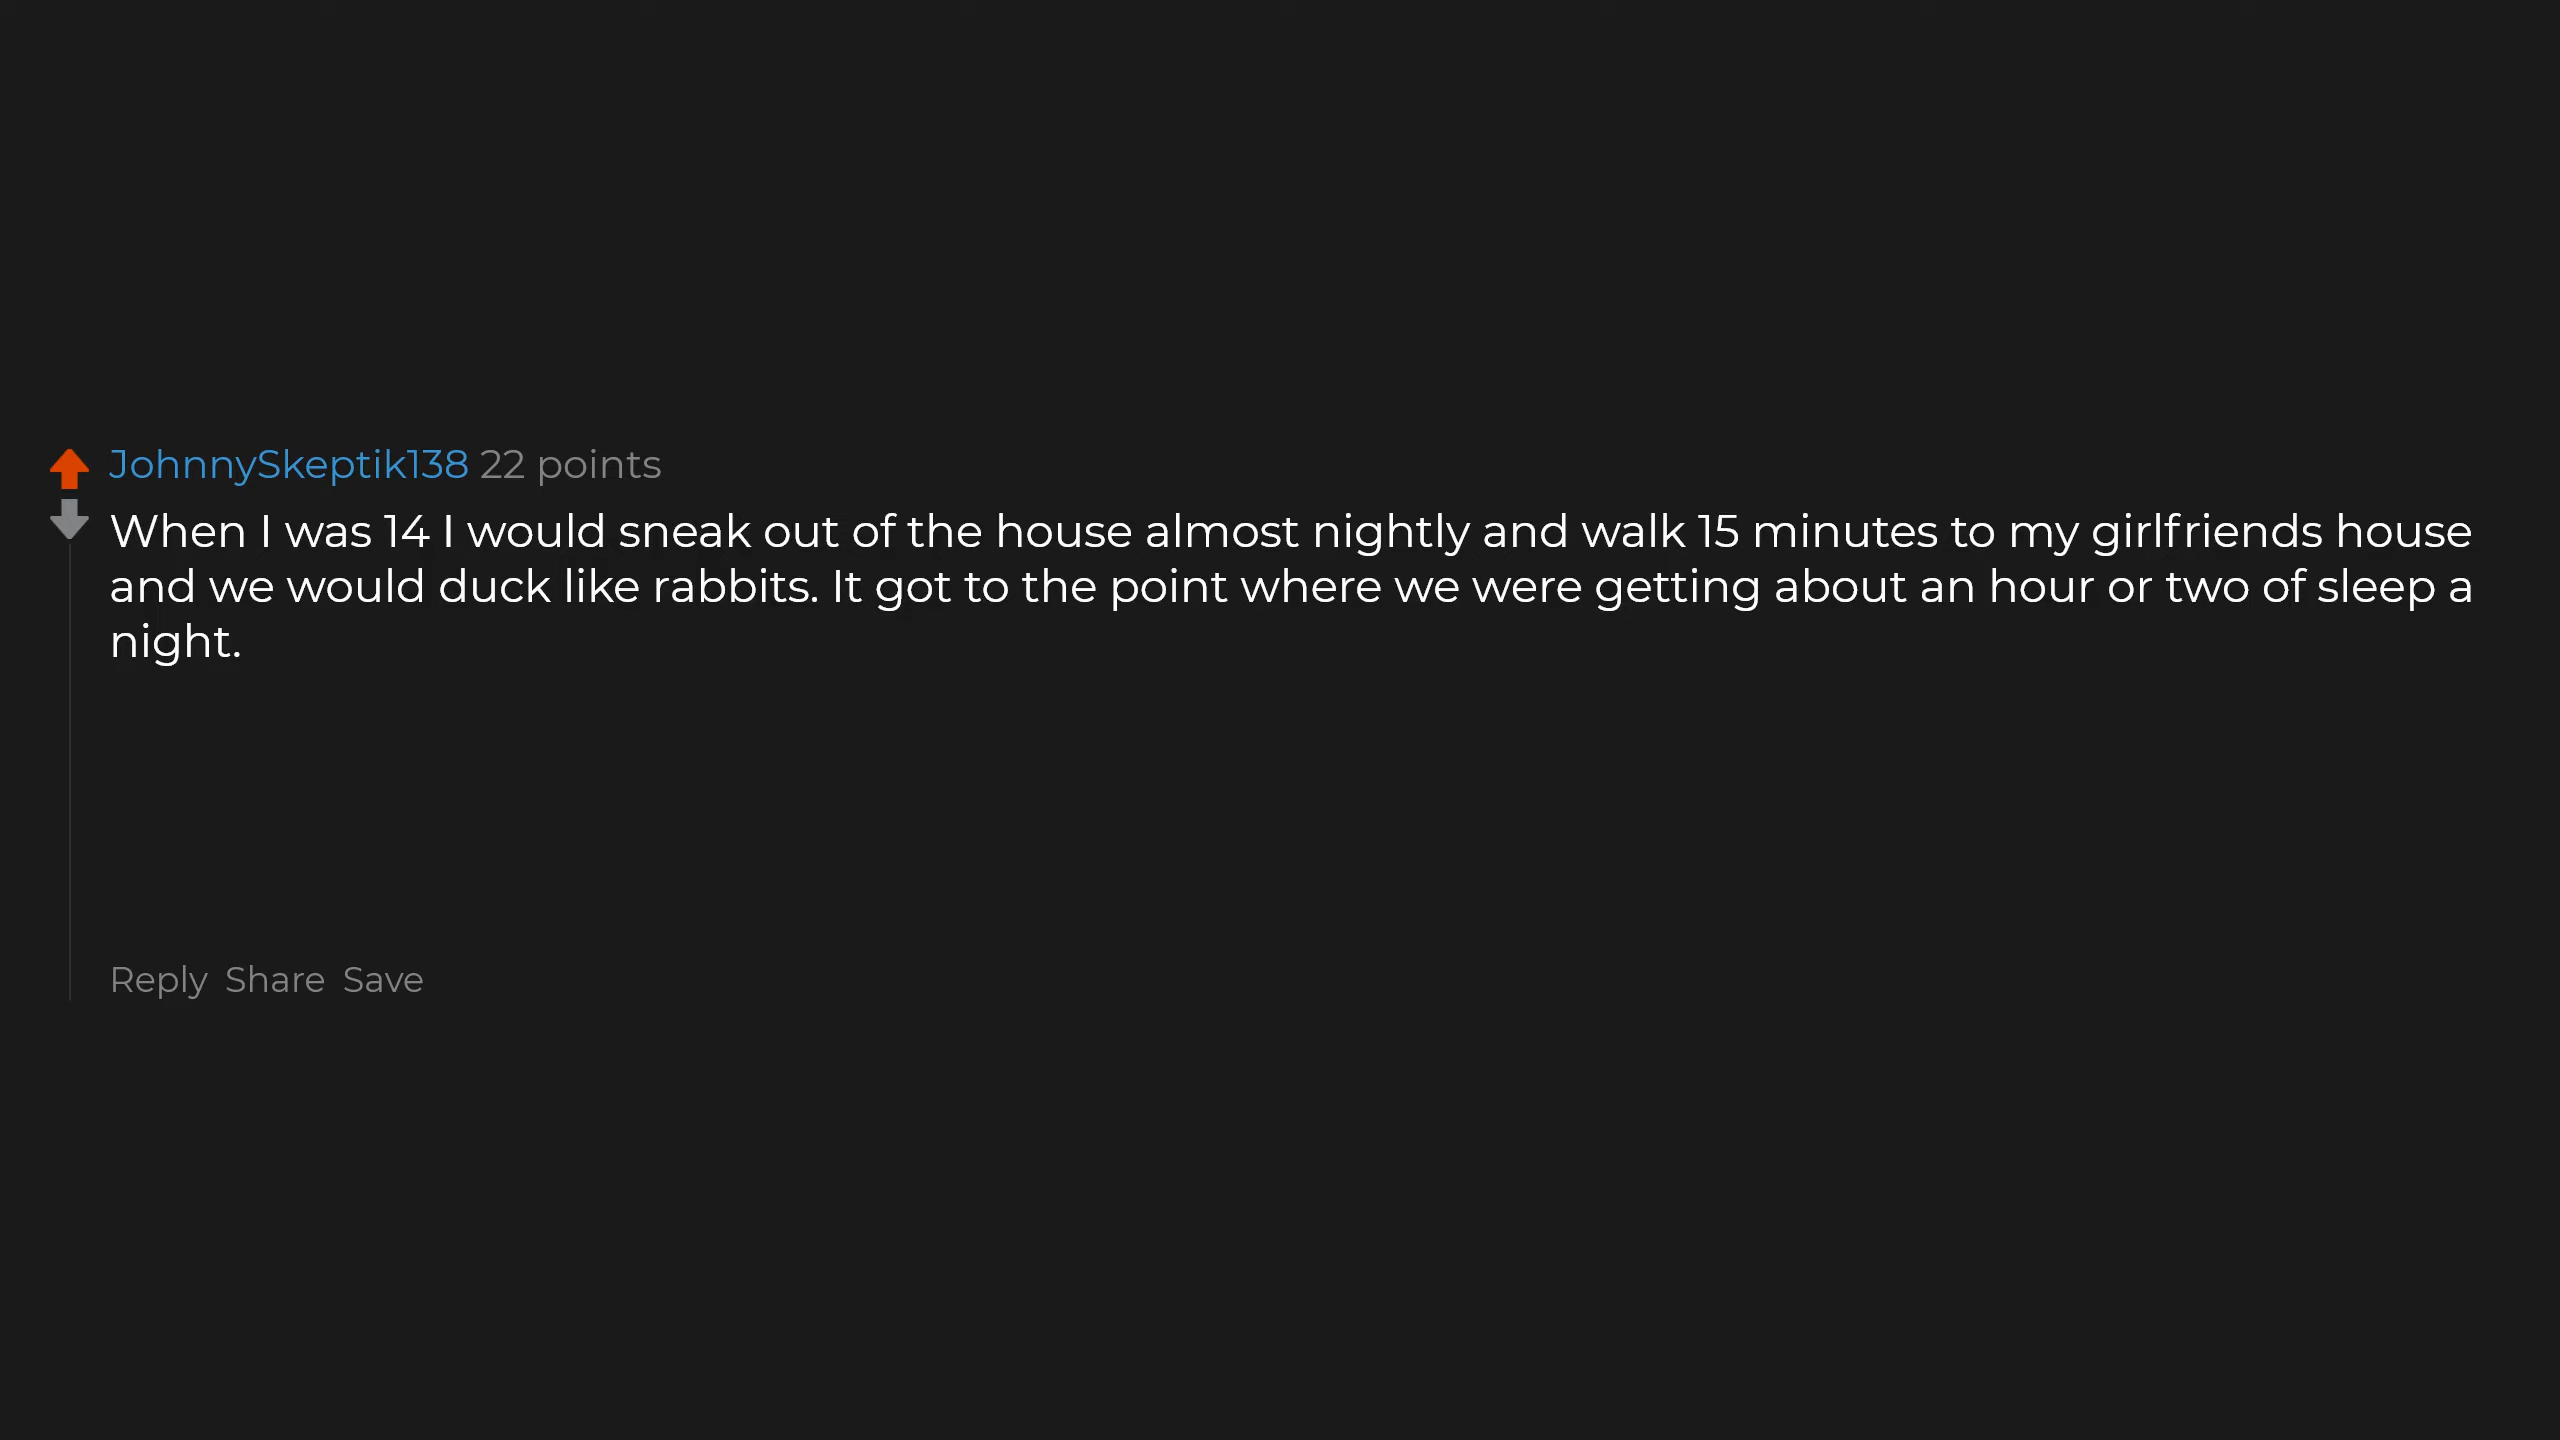 JohnnySkeptik138 22 points
When I was 14 I would sneak out of the house almost nightly and walk 15 minutes to my girlfriends house
and we would duck like rabbits. It got to the point where we were getting about an hour or two of sleep a
night.
Reply Share Save